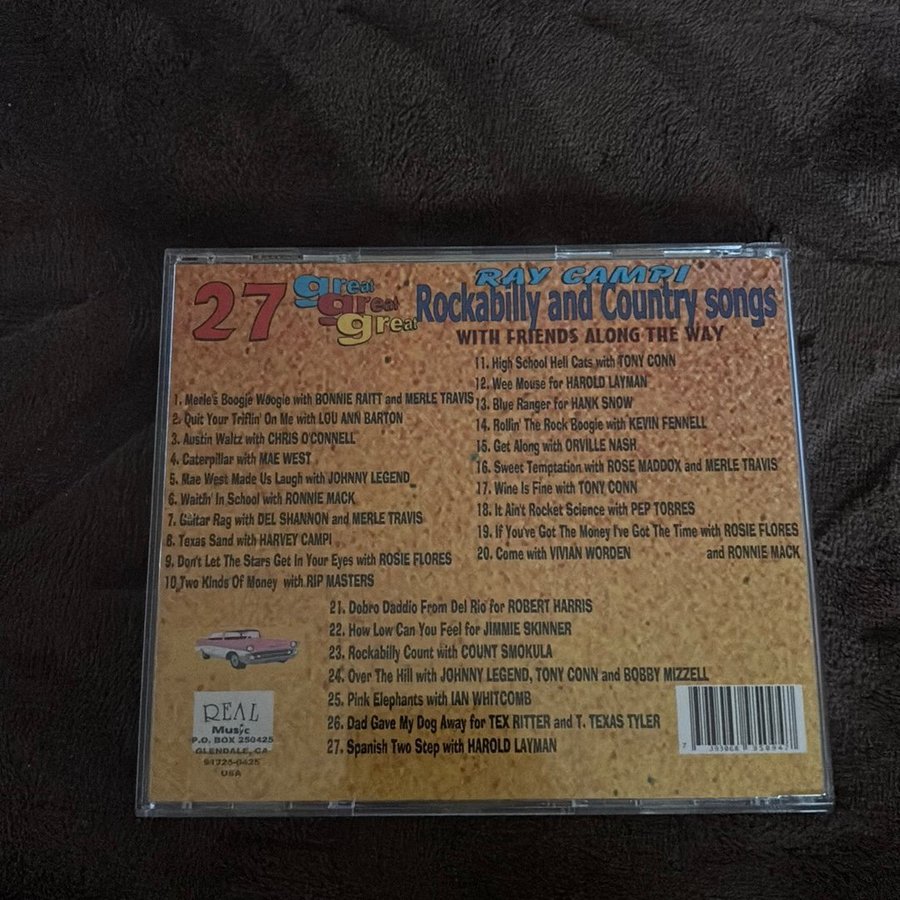 27 great great great
RAY CAMPI
Rockabilly and Country songs
WITH FRIENDS ALONG THE WAY
1. Merle's Boogie Woogie with BONNIE RAITT and MERLE TRAVIS
2. Quit Your Triflin' On Me with LOU ANN BARTON
3. Austin Waltz with CHRIS O'CONNELL
4. Caterpillar with MAE WEST
5. Mae West Made Us Laugh with JOHNNY LEGEND
6. Waitin' In School with RONNIE MACK
7. Guitar Rag with DEL SHANNON and MERLE TRAVIS
8. Texas Sand with HARVEY CAMPI
9. Don't Let The Stars Get In Your Eyes with ROSIE FLORES
10 Two Kinds Of Money with RIP MASTERS
11. High School Hell Cats with TONY CONN
12. Wee Mouse for HAROLD LAYMAN
13. Blue Ranger for HANK SNOW
14. Rollin' The Rock Boogie with KEVIN FENNELL
15. Get Along with ORVILLE NASH
16. Sweet Temptation with ROSE MADDOX and MERLE TRAVIS
17. Wine Is Fine with TONY CONN
18. It Ain't Rocket Science with PEP TORRES
19. If You've Got The Money I've Got The Time with ROSIE FLORES
20. Come with VIVIAN WORDEN and RONNIE MACK
21. Dobro Daddio From Del Rio for ROBERT HARRIS
22. How Low Can You Feel for JIMMIE SKINNER
23. Rockabilly Count with COUNT SMOKULA
24. Over The Hill with JOHNNY LEGEND, TONY CONN and BOBBY MIZZELL
25. Pink Elephants with IAN WHITCOMB
26. Dad Gave My Dog Away for TEX RITTER and T. TEXAS TYLER
27. Spanish Two Step with HAROLD LAYMAN
REAL
Music
P.O. BOX 250425
GLENDALE, CA
91225-0425
USA